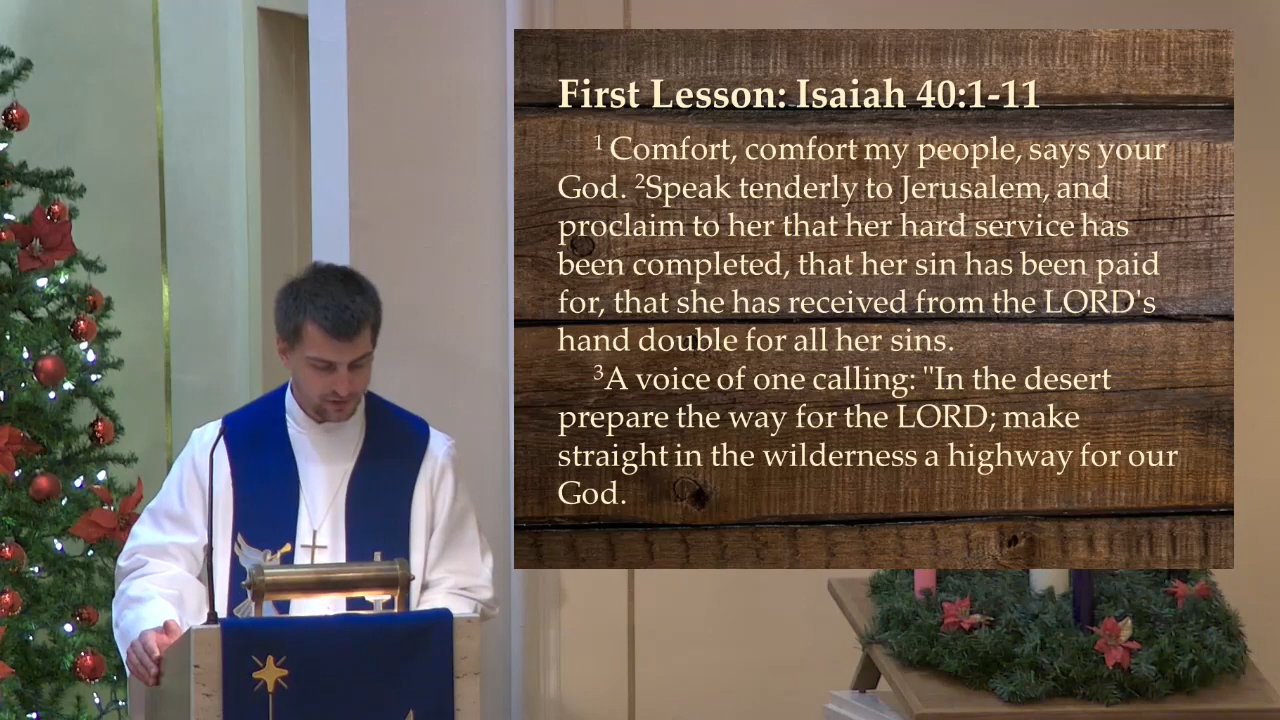 First Lesson: Isaiah 40:1-11
1 Comfort, comfort my people, says your
God. 2Speak tenderly to Jerusalem, and
proclaim to her that her hard service has
been completed, that her sin has been paid
for, that she has received from the LORD's
hand double for all her sins.
3A voice of one calling: "In the desert
prepare the way for the LORD; make
straight in the wilderness a highway for our
God.